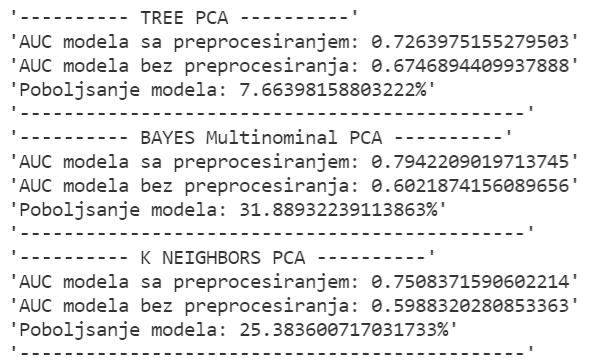 '---------- TREE PCA ----------'
'AUC modela sa preprocesiranjem: 0.7263975155279503'
'AUC modela bez preprocesiranja: 0.6746894409937888'
'Poboljsanje modela: 7.66398158803222%'
'----------------------------------------------'
'---------- BAYES Multinominal PCA ----------'
'AUC modela sa preprocesiranjem: 0.7942209019713745'
'AUC modela bez preprocesiranja: 0.6021874156089656'
'Poboljsanje modela: 31.88932239113863%'
'----------------------------------------------'
'---------- K NEIGHBORS PCA ----------'
'AUC modela sa preprocesiranjem: 0.7508371590602214'
'AUC modela bez preprocesiranja: 0.5988320280853363'
'Poboljsanje modela: 25.383600717031733%'
'----------------------------------------------'